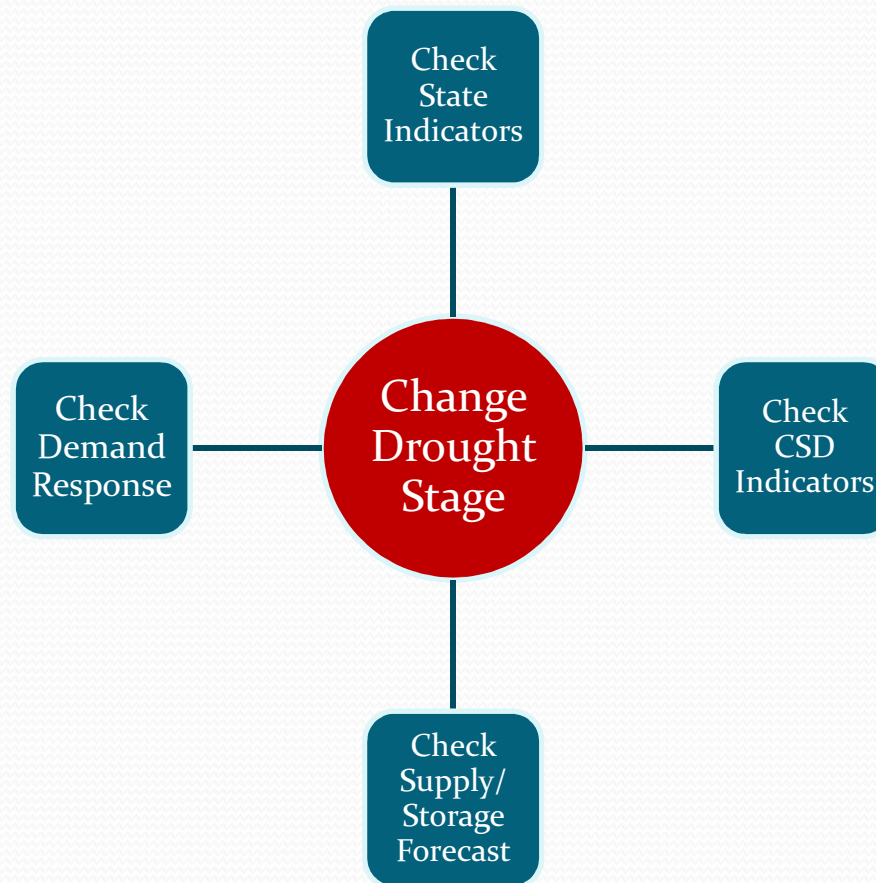 Check
State
Indicators
Check
Demand
Response
Change
Drought
Stage
Check
CSD
Indicators
Check
Supply/
Storage
Forecast